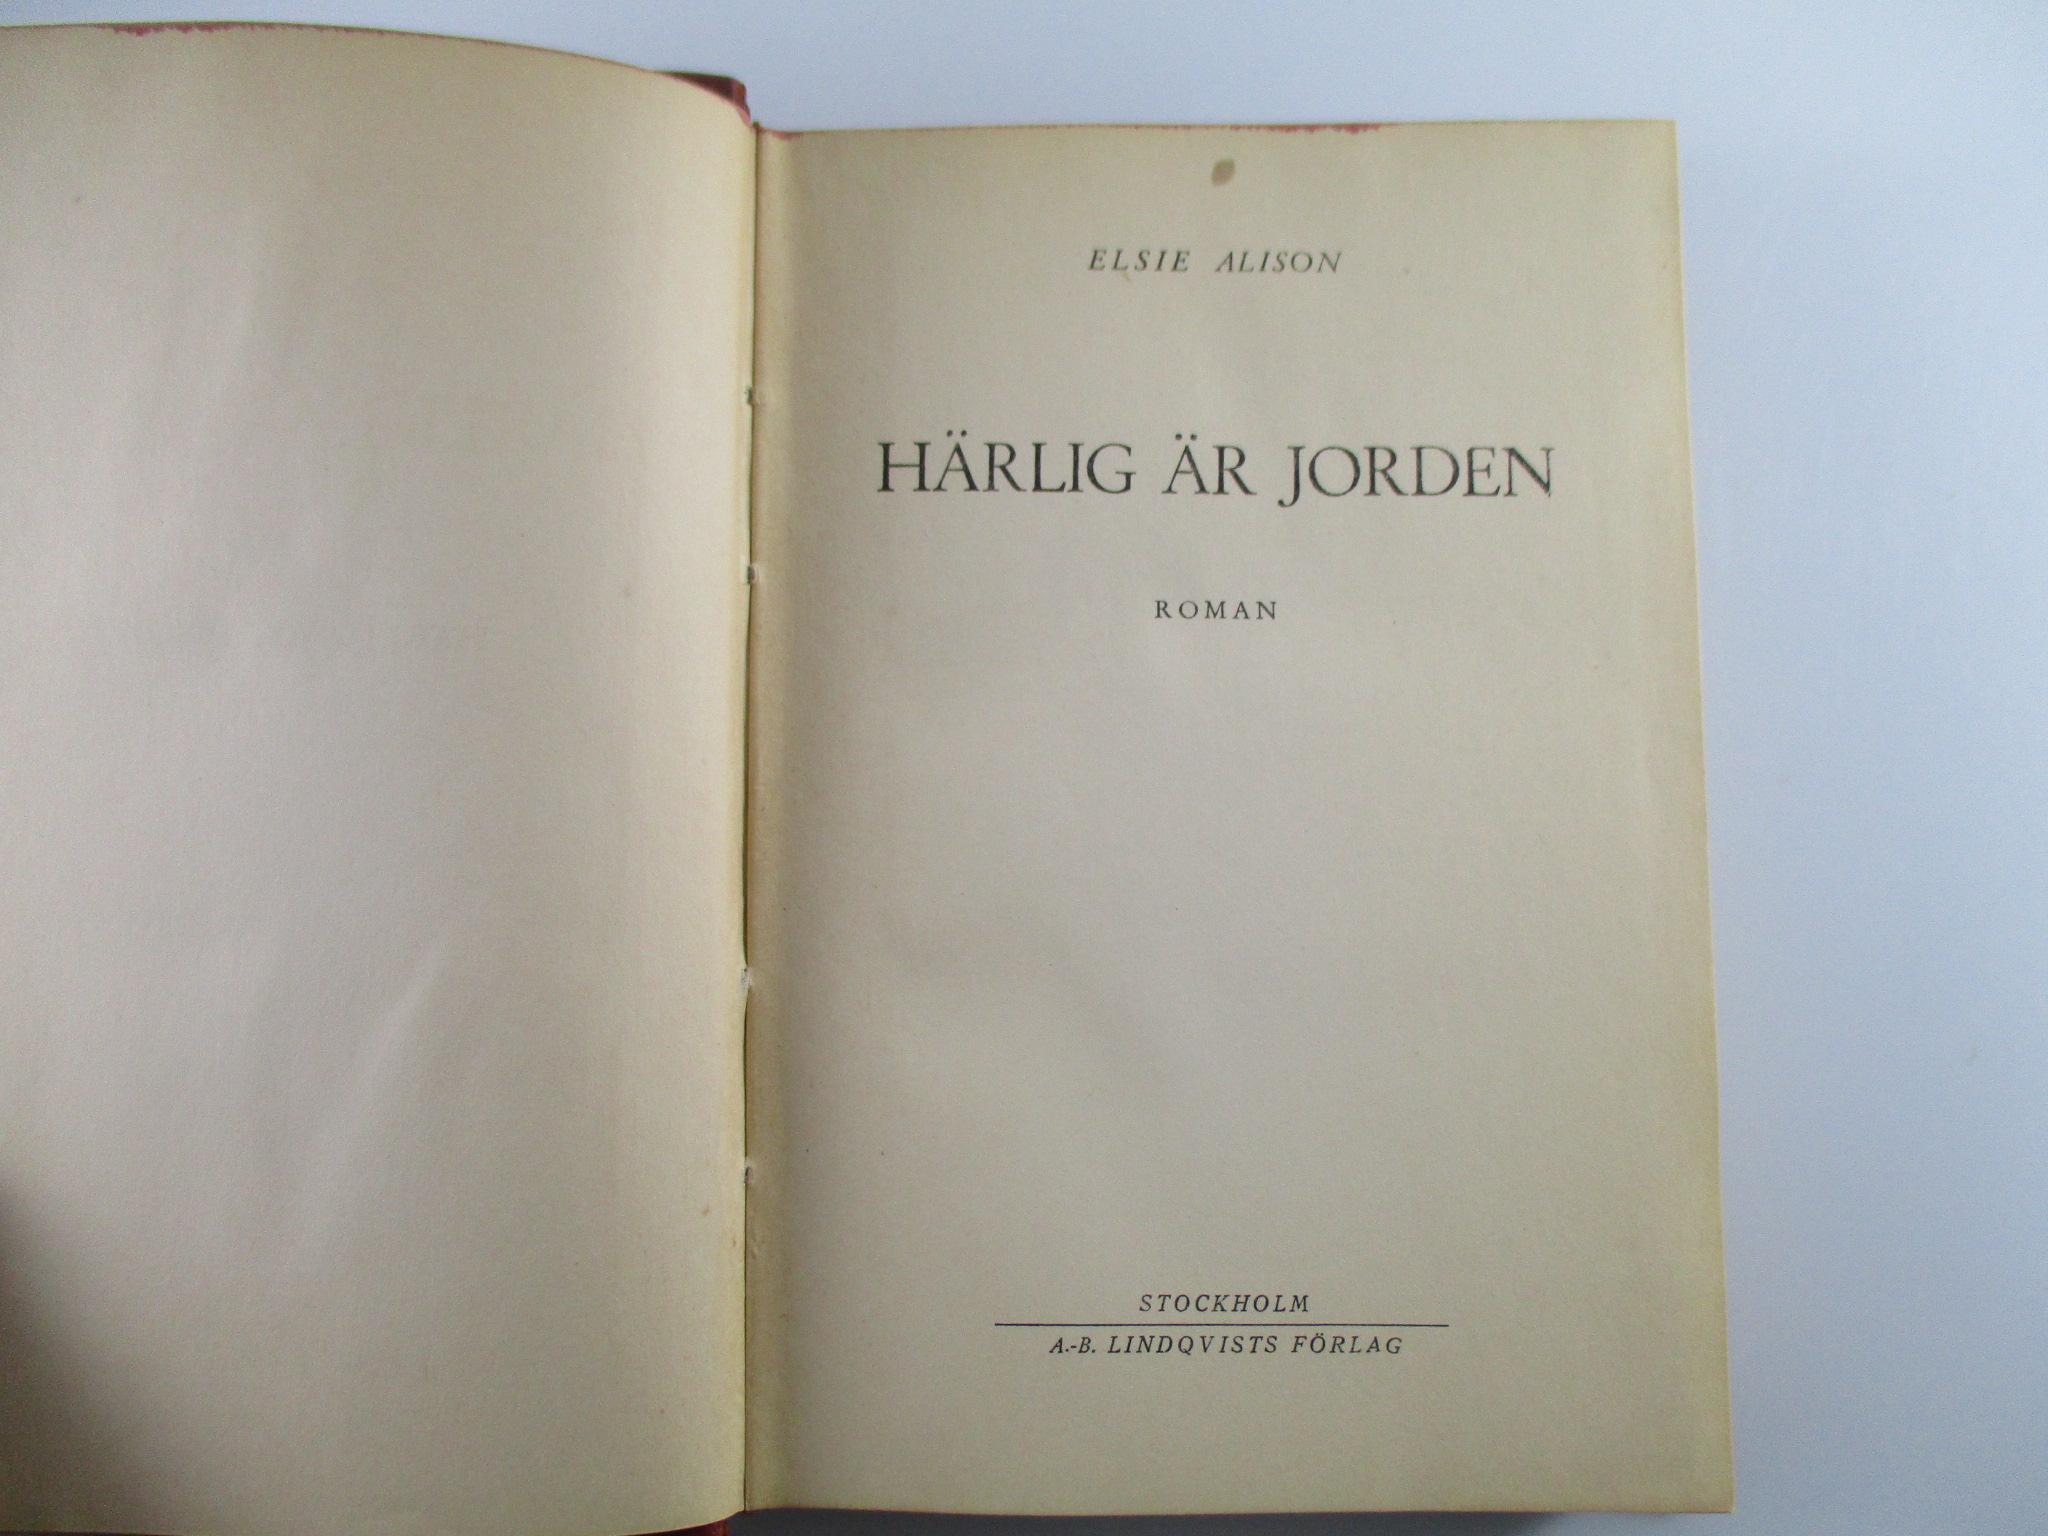 ELSIE ALISON
HÄRLIG ÄR JORDEN
ROMAN
STOCKHOLM
A.-B. LINDQVISTS FÖRLAG